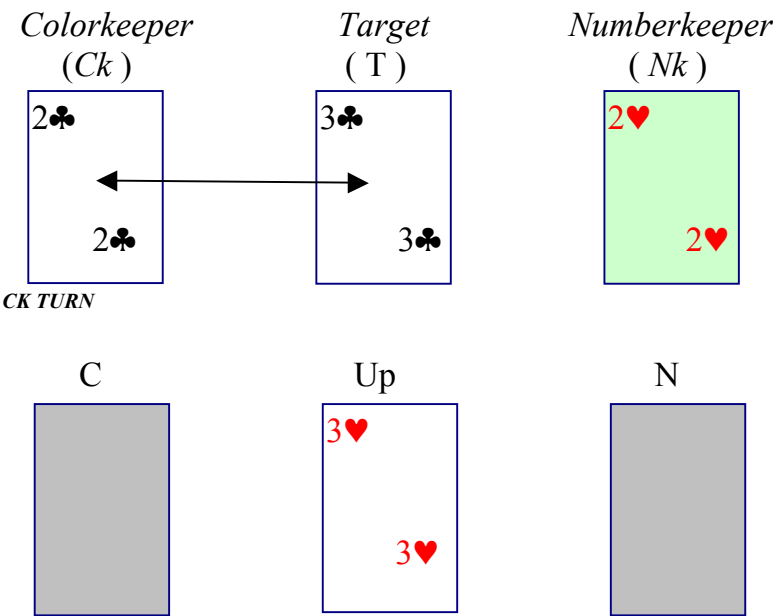 Colorkeeper Target Numberkeeper
(Ck ) ( T ) ( Nk )
2♣ 3♣ 2♥
2♣ 3♣ 2♥
CK TURN
C Up N
3♥
3♥